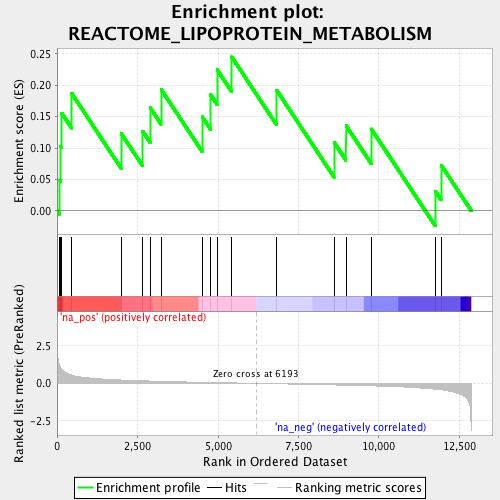 Enrichment plot:
REACTOME_LIPOPROTEIN_METABOLISM
Enrichment score (ES)
0.25
0.20
0.15
0.10
0.05
0.00
'na_pos' (positively correlated)
Ranked list metric (PreRanked)
2.5
0.0
-2.5
Zero cross at 6193
'na_neg' (negatively correlated)
0
2,500
5,000
7,500
10,000
12,500
Rank in Ordered Dataset
Enrichment profile
Hits
Ranking metric scores